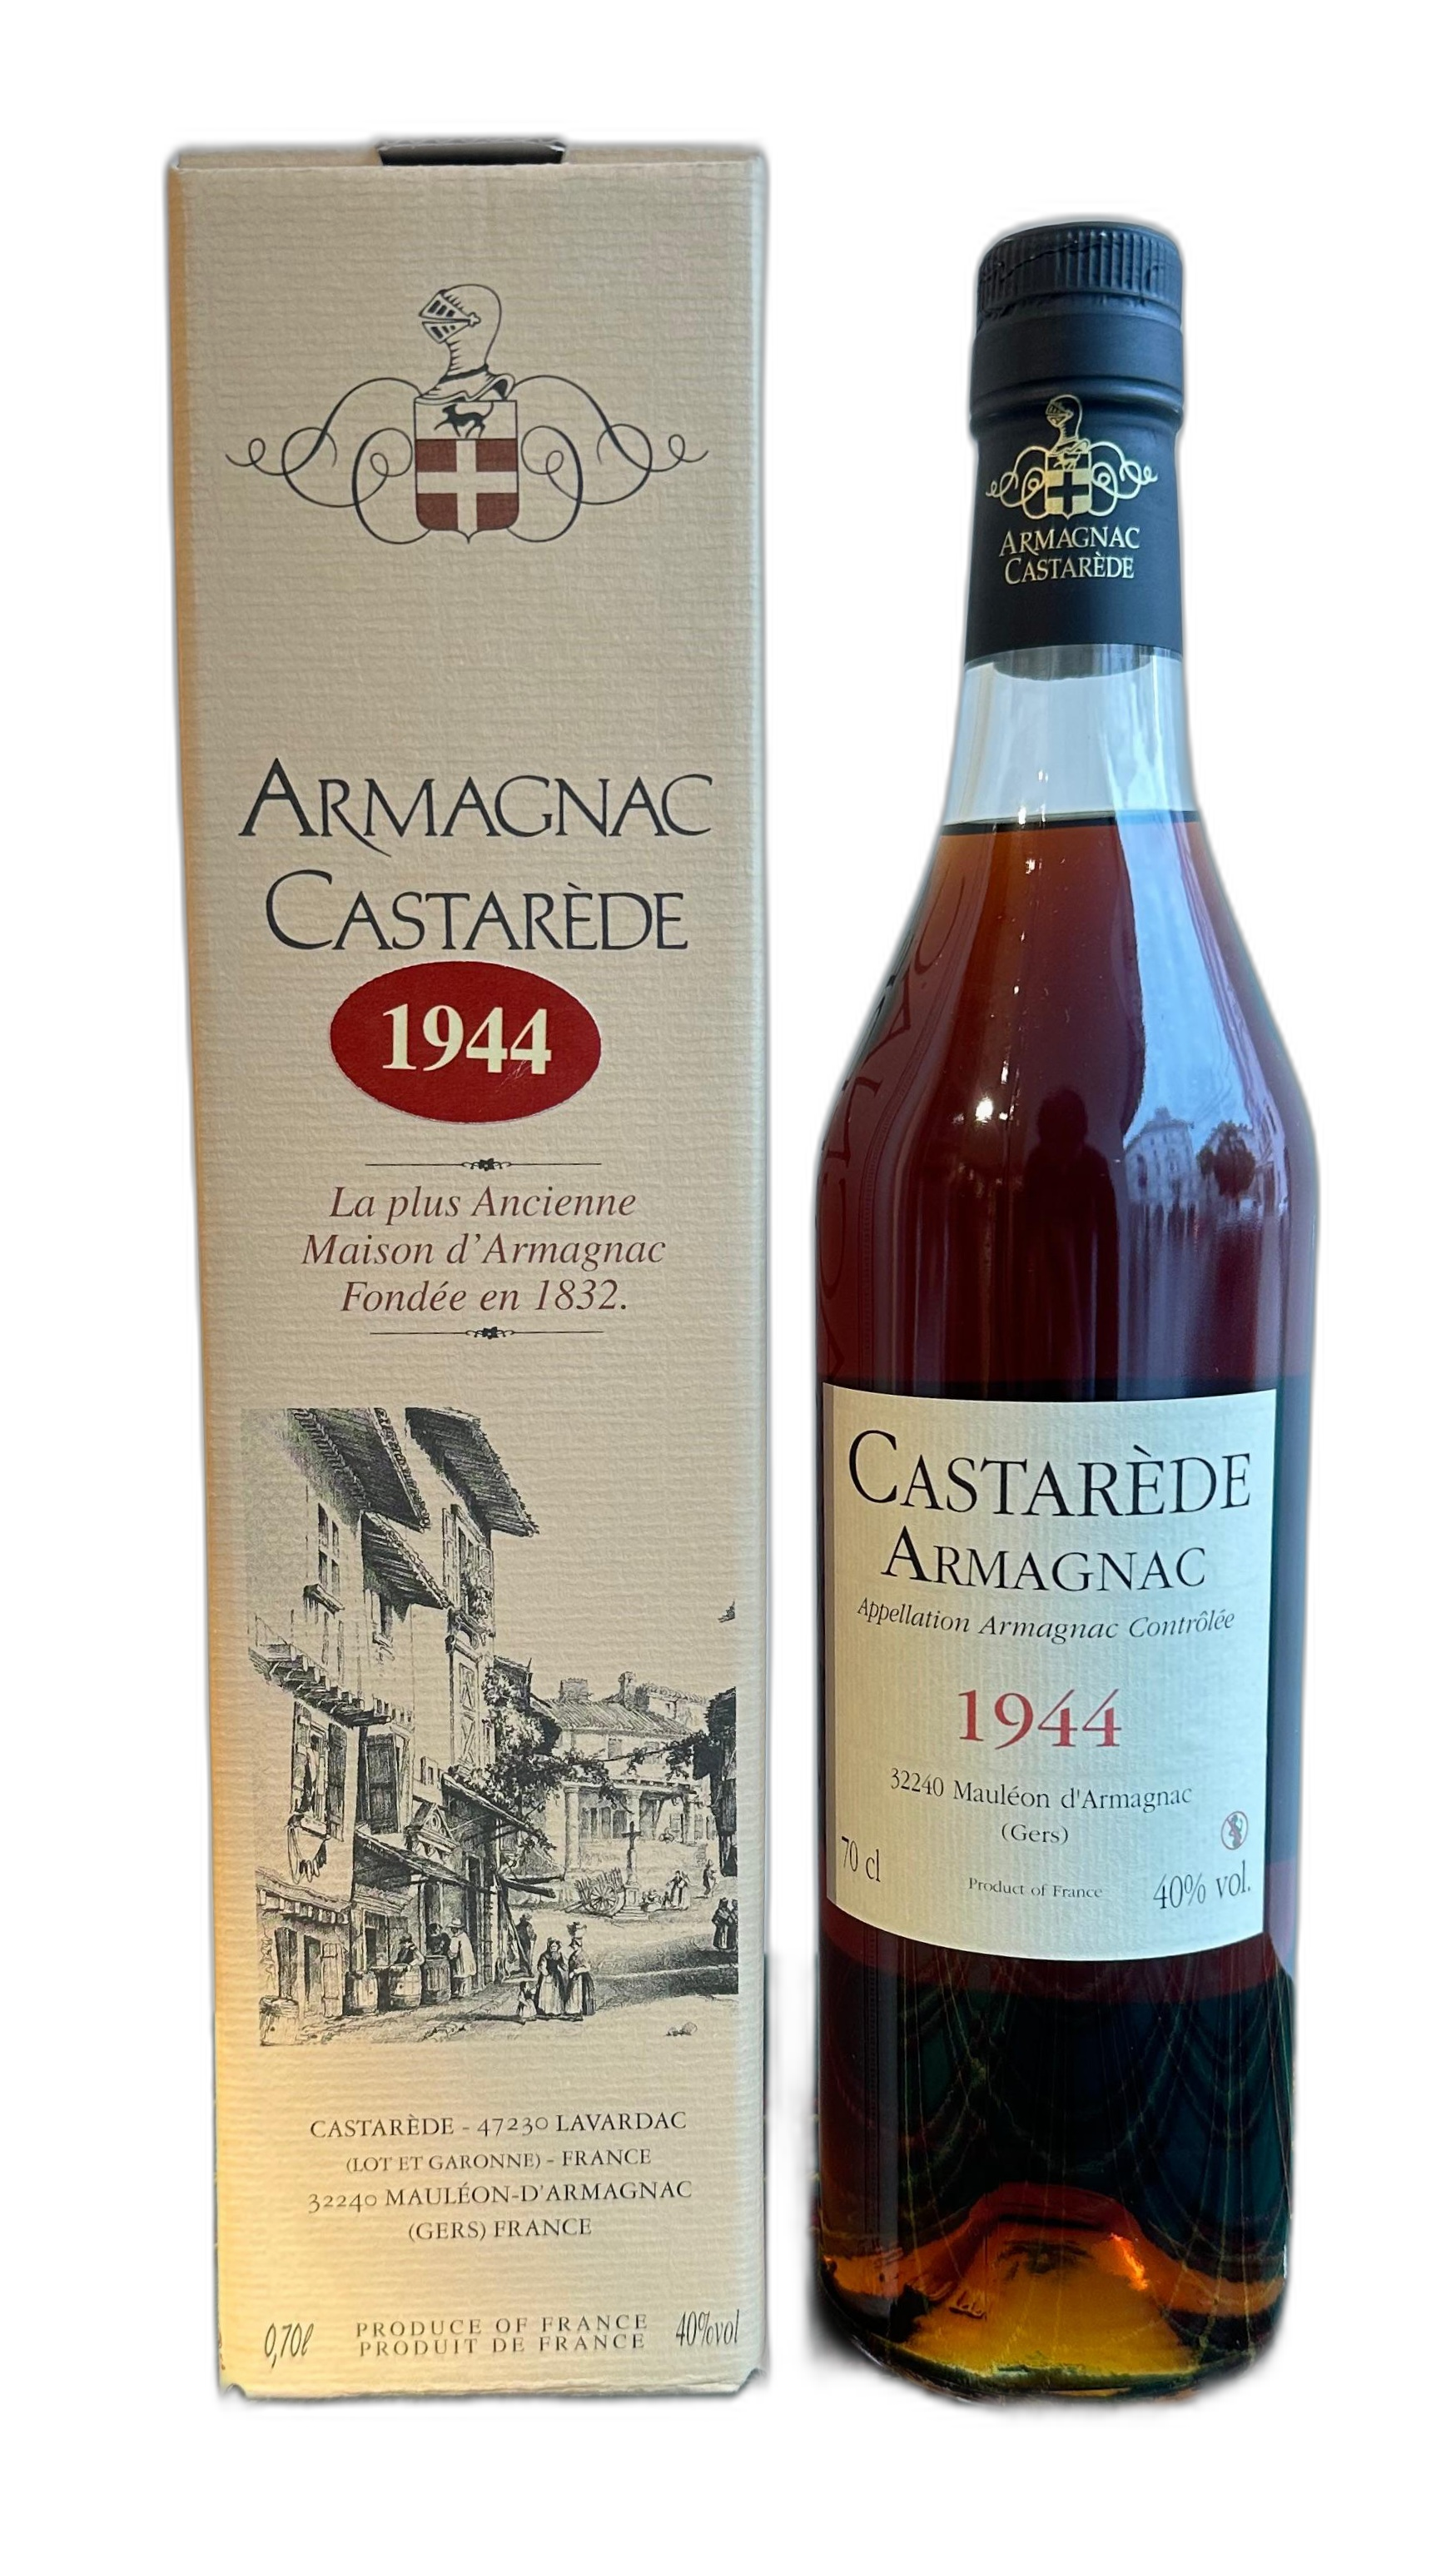 ARMAGNAC
CASTARÈDE
1944
La plus Ancienne
Maison d'Armagnac
Fondée en 1832.
CASTARÈDE - 47230 LAVARDAC
(LOT ET GARONNE) - FRANCE
32240 MAULÉON-D'ARMAGNAC
(GERS) FRANCE
0,70ℓ
PRODUCE OF FRANCE
PRODUIT DE FRANCE
40%vol
ARMAGNAC
CASTARÈDE
CASTARÈDE
ARMAGNAC
Appellation Armagnac Contrôlée
1944
32240 Mauléon d'Armagnac
(Gers)
70 cl
Product of France
40% vol.